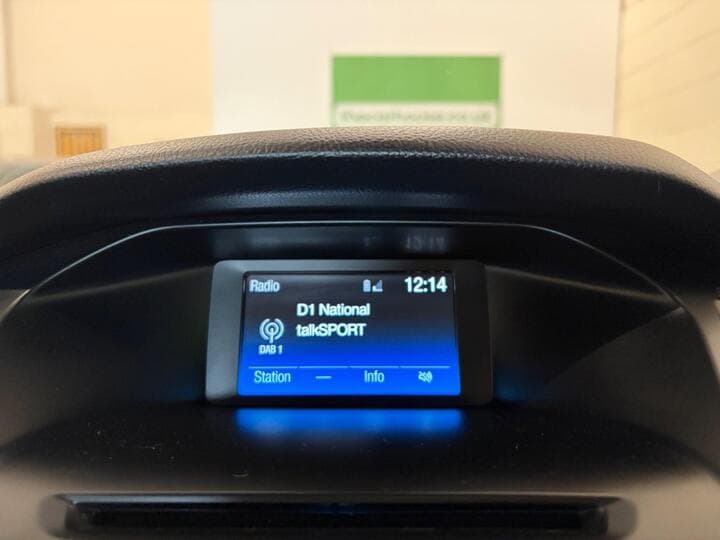 Radio 12:14
D1 National
talkSPORT
DAB 1
Station — Info